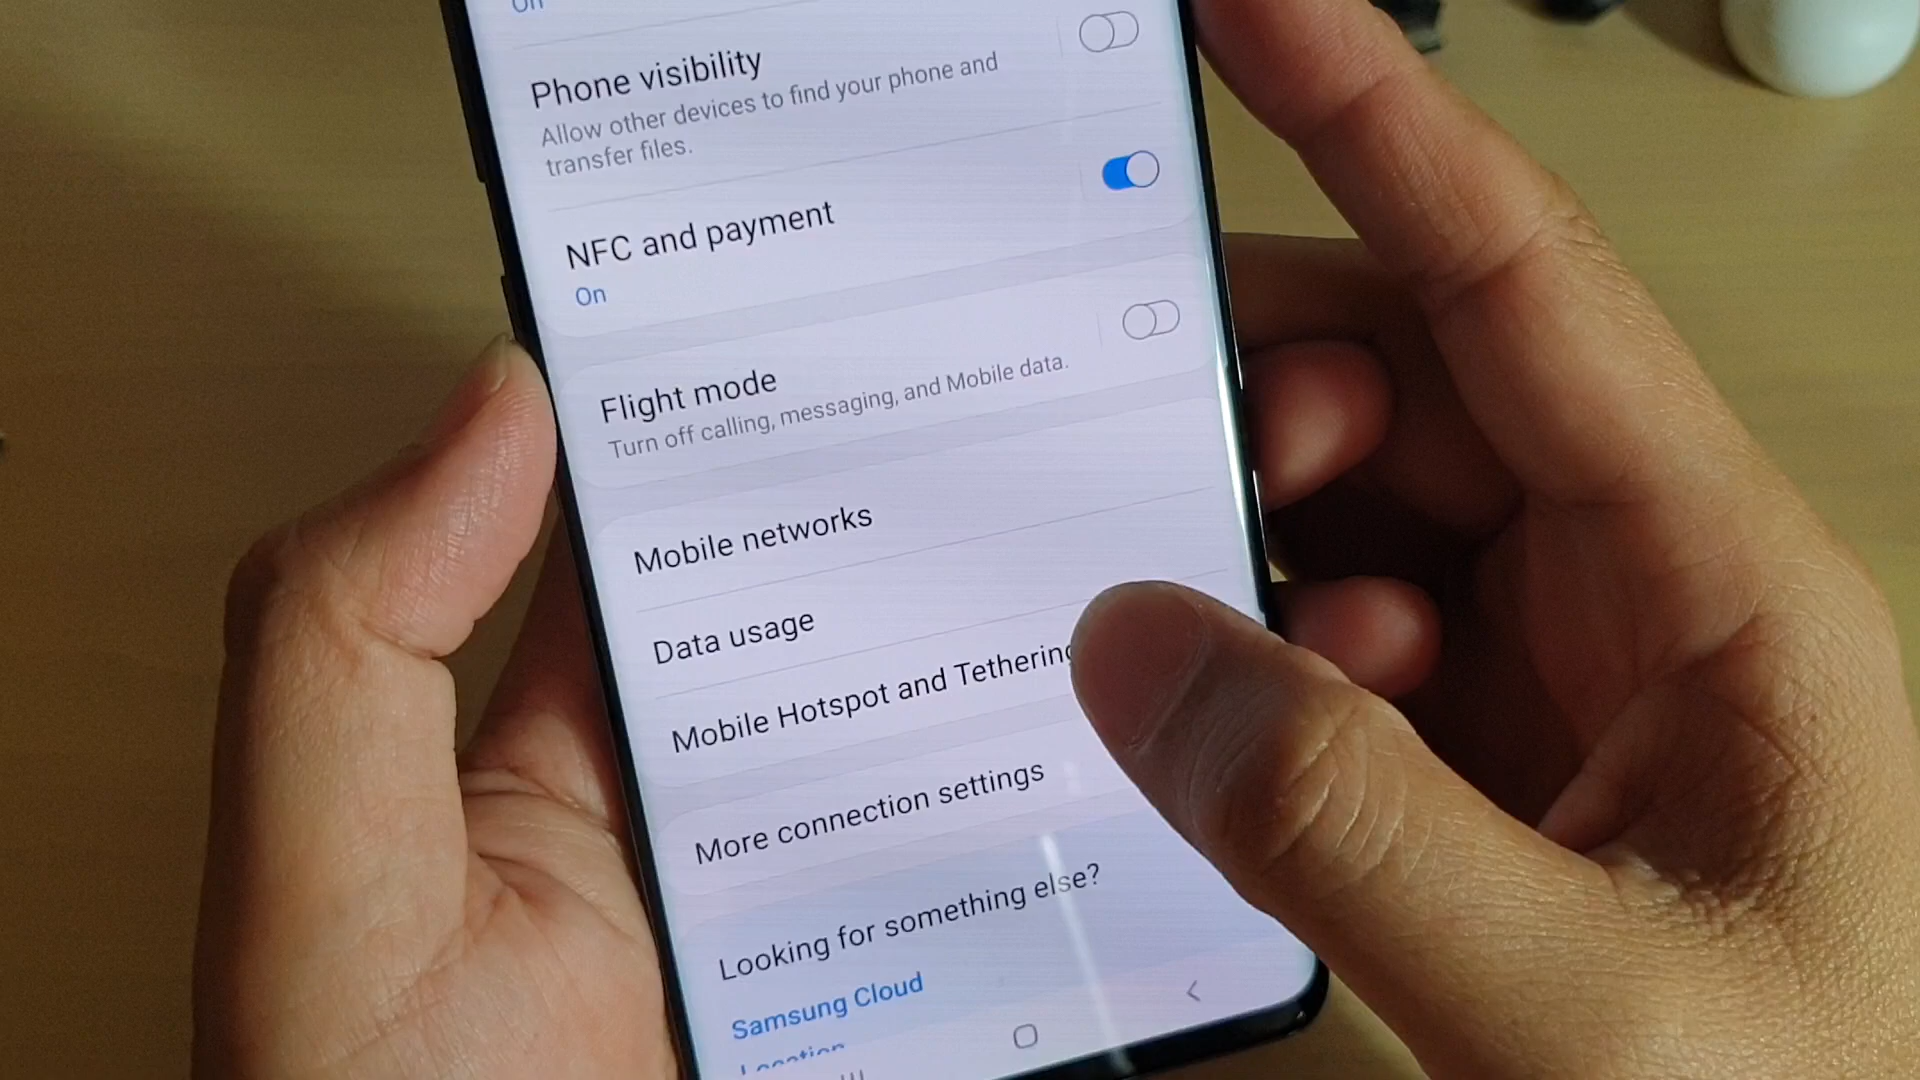 On
Phone visibility
Allow other devices to find your phone and
transfer files.
NFC and payment
On
Flight mode
Turn off calling, messaging, and Mobile data.
Mobile networks
Data usage
Mobile Hotspot and Tethering
More connection settings
Looking for something else?
Samsung Cloud
Location